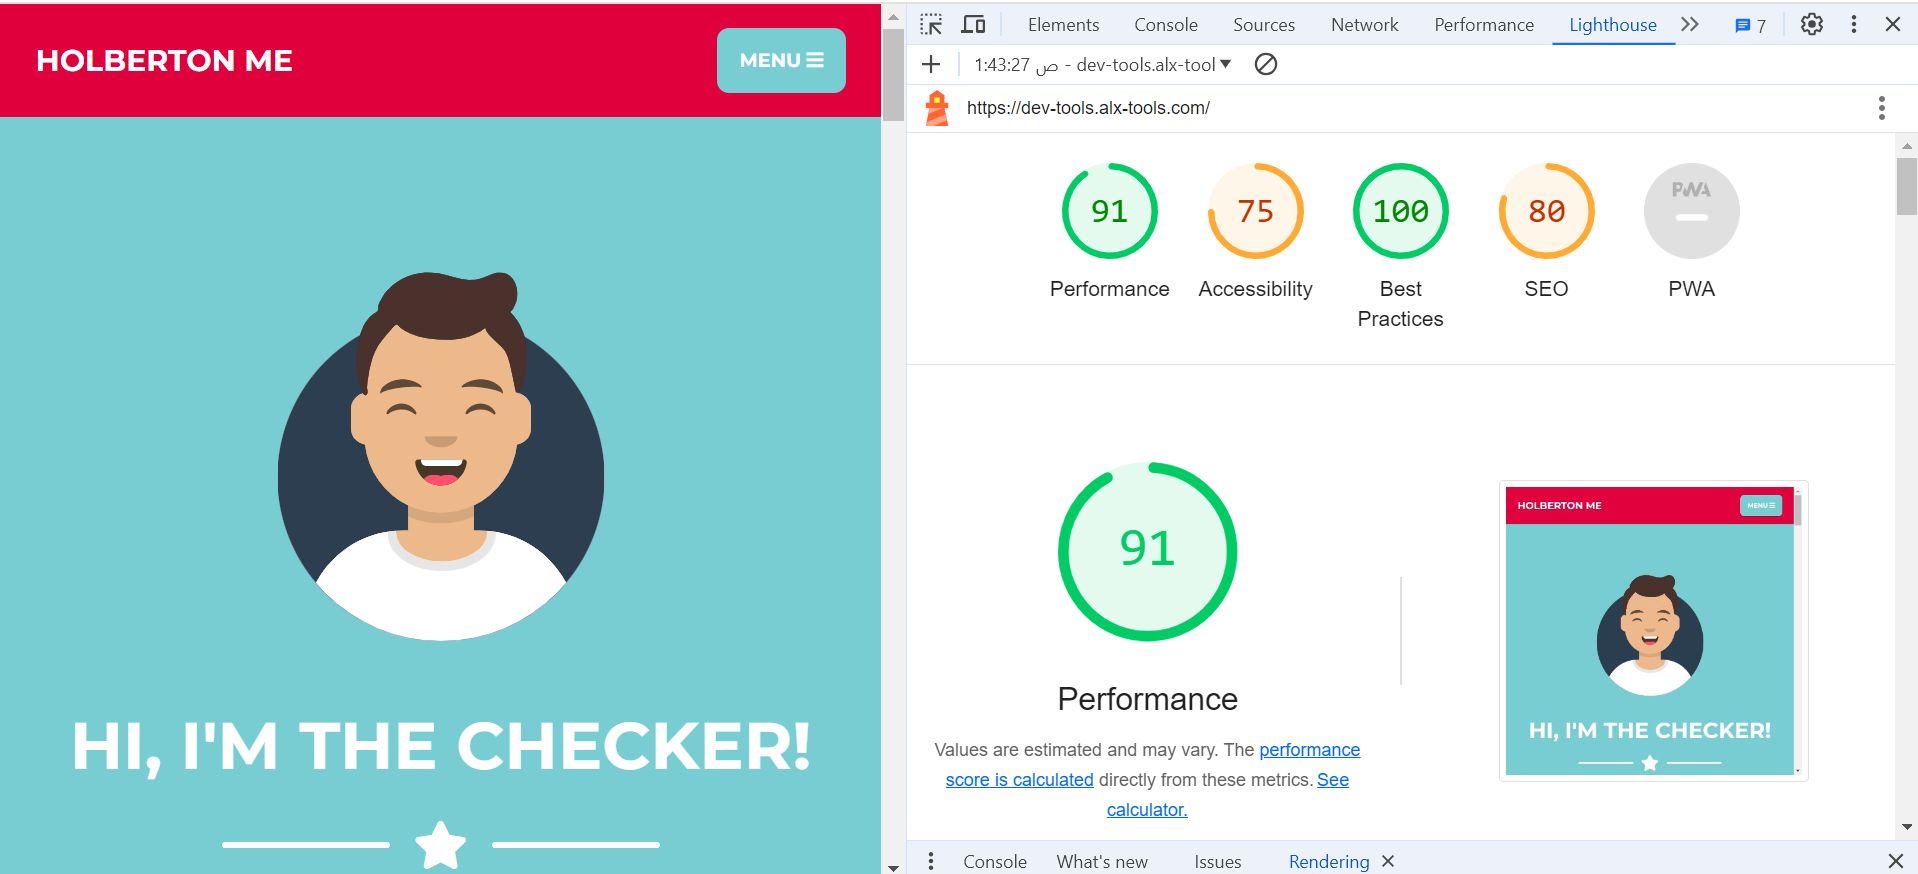 HOLBERTON ME
MENU
HI, I'M THE CHECKER!
Elements Console Sources Network Performance Lighthouse 7
1:43:27 ص - dev-tools.alx-tool
https://dev-tools.alx-tools.com/
91 75 100 80 PWA
Performance Accessibility Best Practices SEO PWA
91
Performance
Values are estimated and may vary. The performance
score is calculated directly from these metrics. See
calculator.
HOLBERTON ME
MENU
HI, I'M THE CHECKER!
Console What's new Issues Rendering